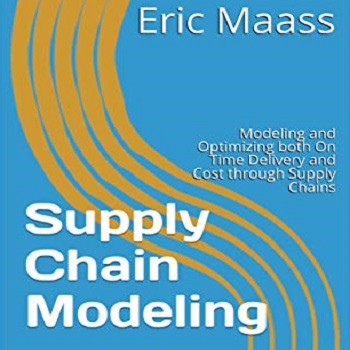 Eric Maass
Modeling and
Optimizing both On
Time Delivery and
Cost through Supply
Chains
Supply
Chain
Modeling